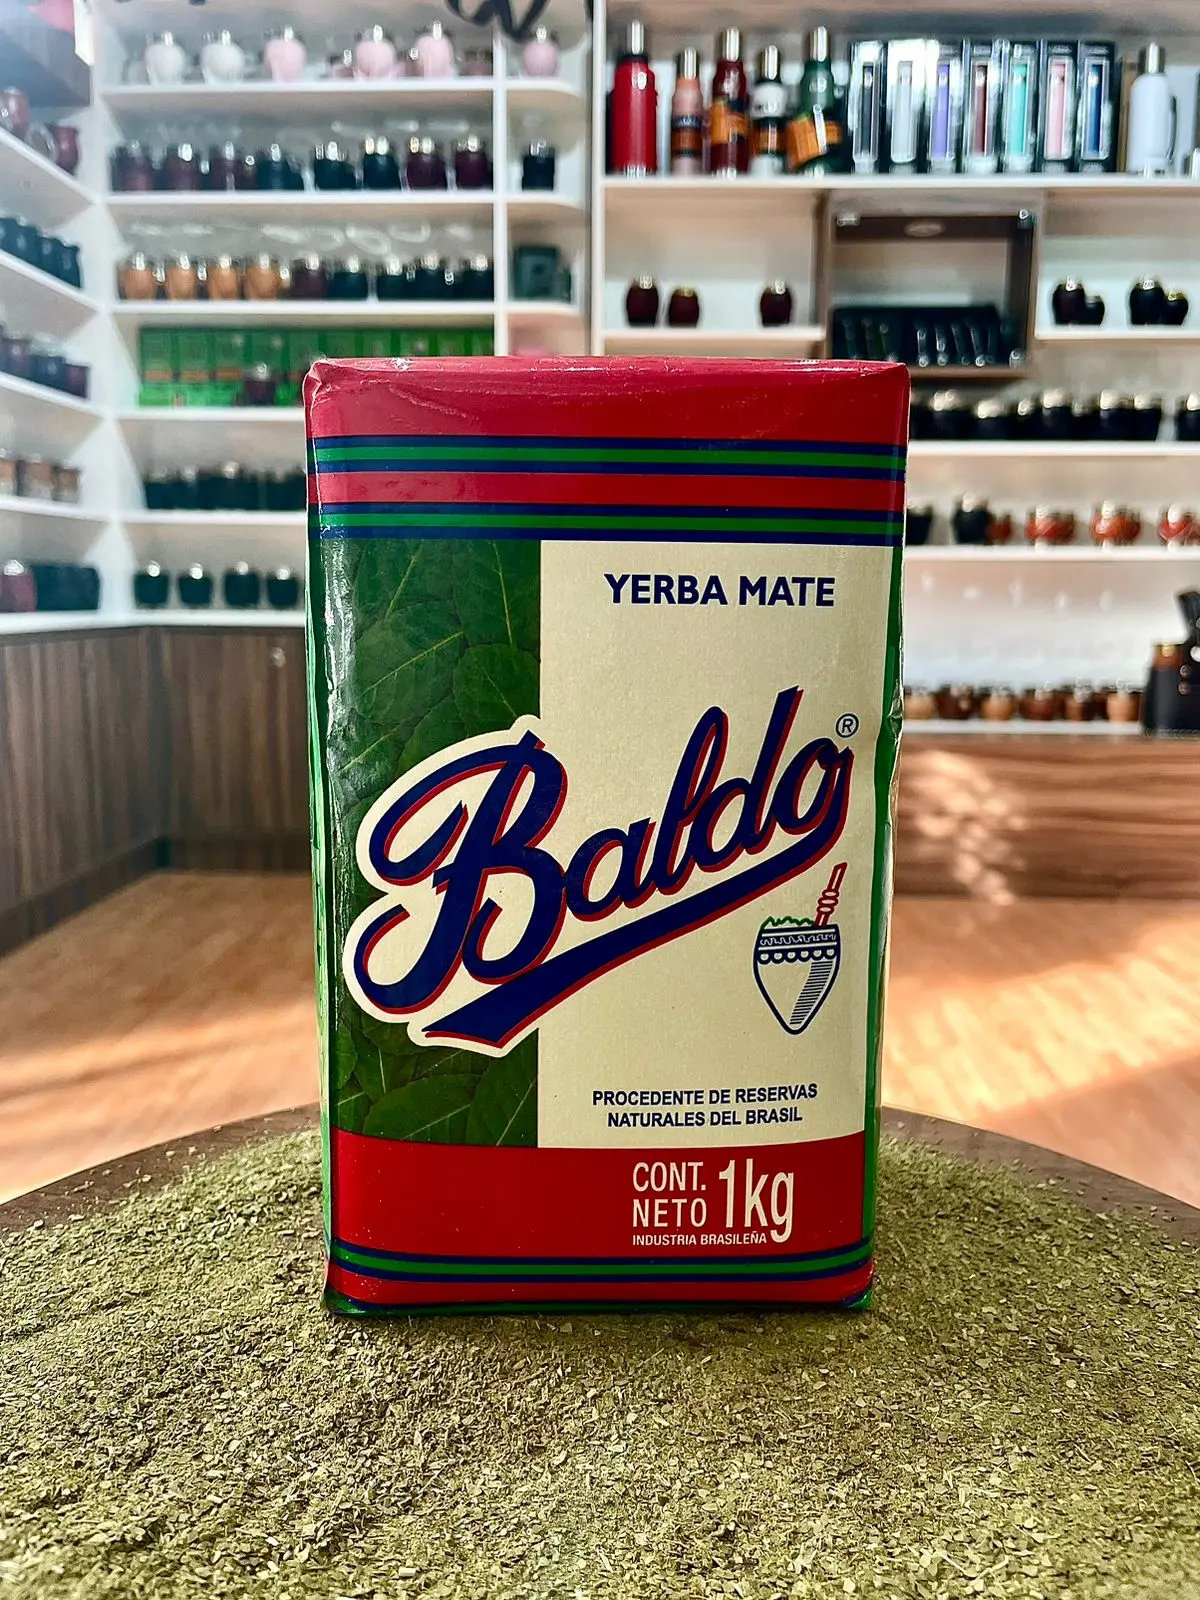 YERBA MATE
Baldo®
PROCEDENTE DE RESERVAS
NATURALES DEL BRASIL
CONT.
NETO 1kg
INDUSTRIA BRASILEÑA